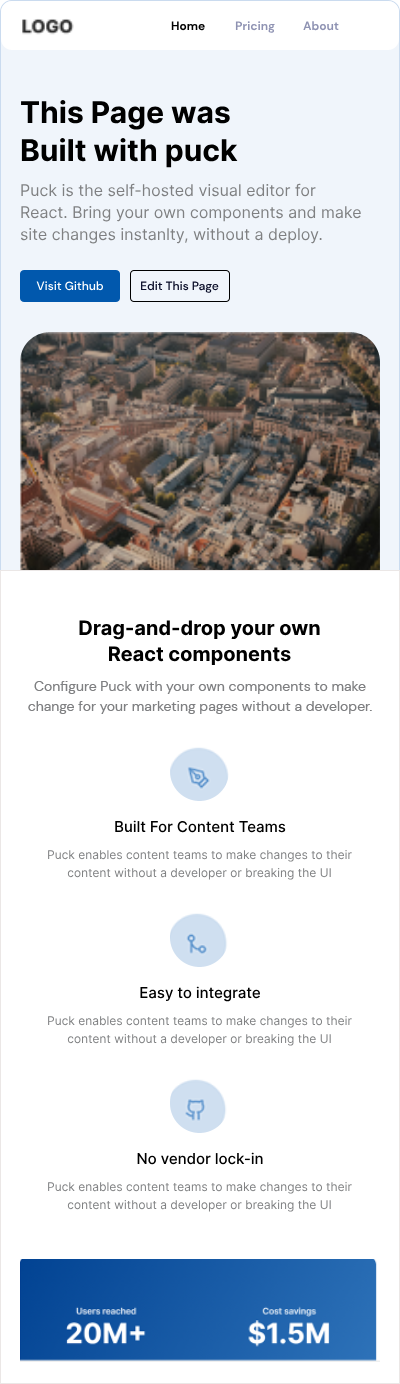 LOGO Home Pricing About
This Page was
Built with puck
Puck is the self-hosted visual editor for
React. Bring your own components and make
site changes instanlty, without a deploy.
Visit Github Edit This Page
Drag-and-drop your own
React components
Configure Puck with your own components to make
change for your marketing pages without a developer.
Built For Content Teams
Puck enables content teams to make changes to their
content without a developer or breaking the UI
Easy to integrate
Puck enables content teams to make changes to their
content without a developer or breaking the UI
No vendor lock-in
Puck enables content teams to make changes to their
content without a developer or breaking the UI
Users reached Cost savings
20M+ $1.5M